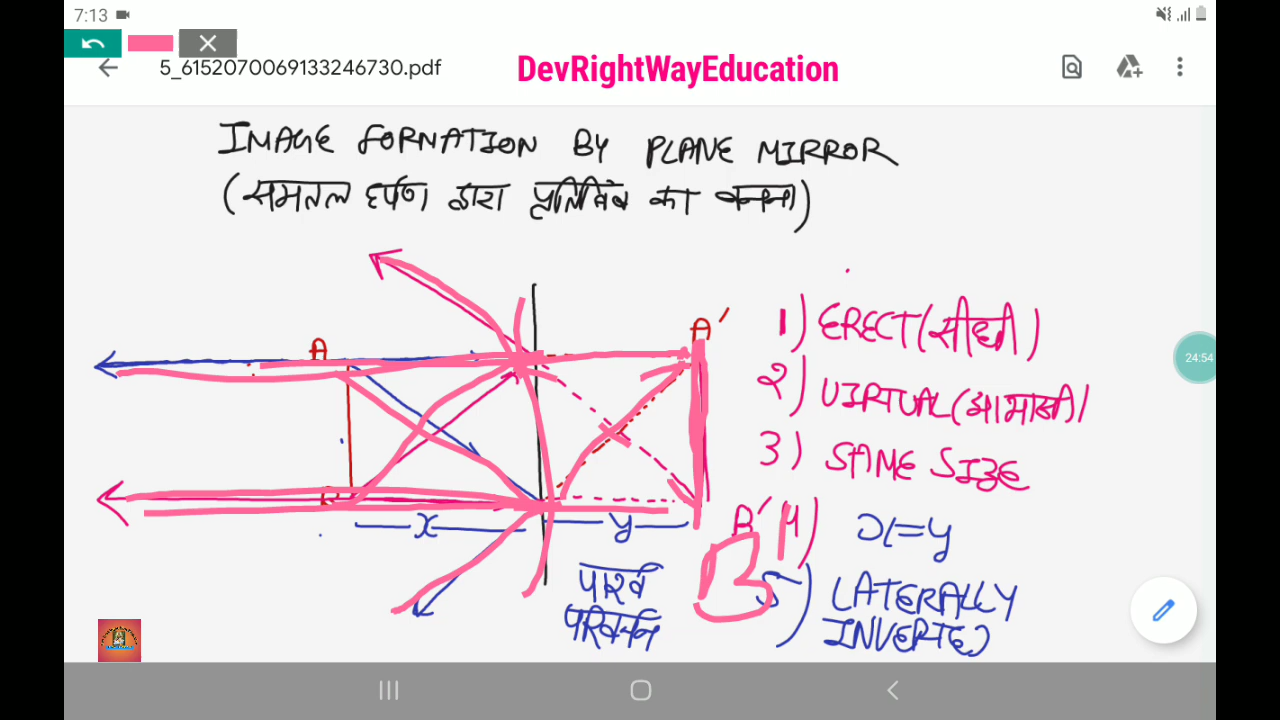 7:13
5_6152070069133246730.pdf
DevRightWayEducation
IMAGE FORNATION BY PLANE MIRROR
(समतल दर्पण द्वारा प्रतिबिंब का बनना)
A
A′
1) ERECT(सीधी)
24:54
2) VIRTUAL(आभासी)
3) SAME SIZE
B
B′
4) x=y
x
y
B
पार्श्व
परिवर्तन
5) LATERALLY
INVERTED